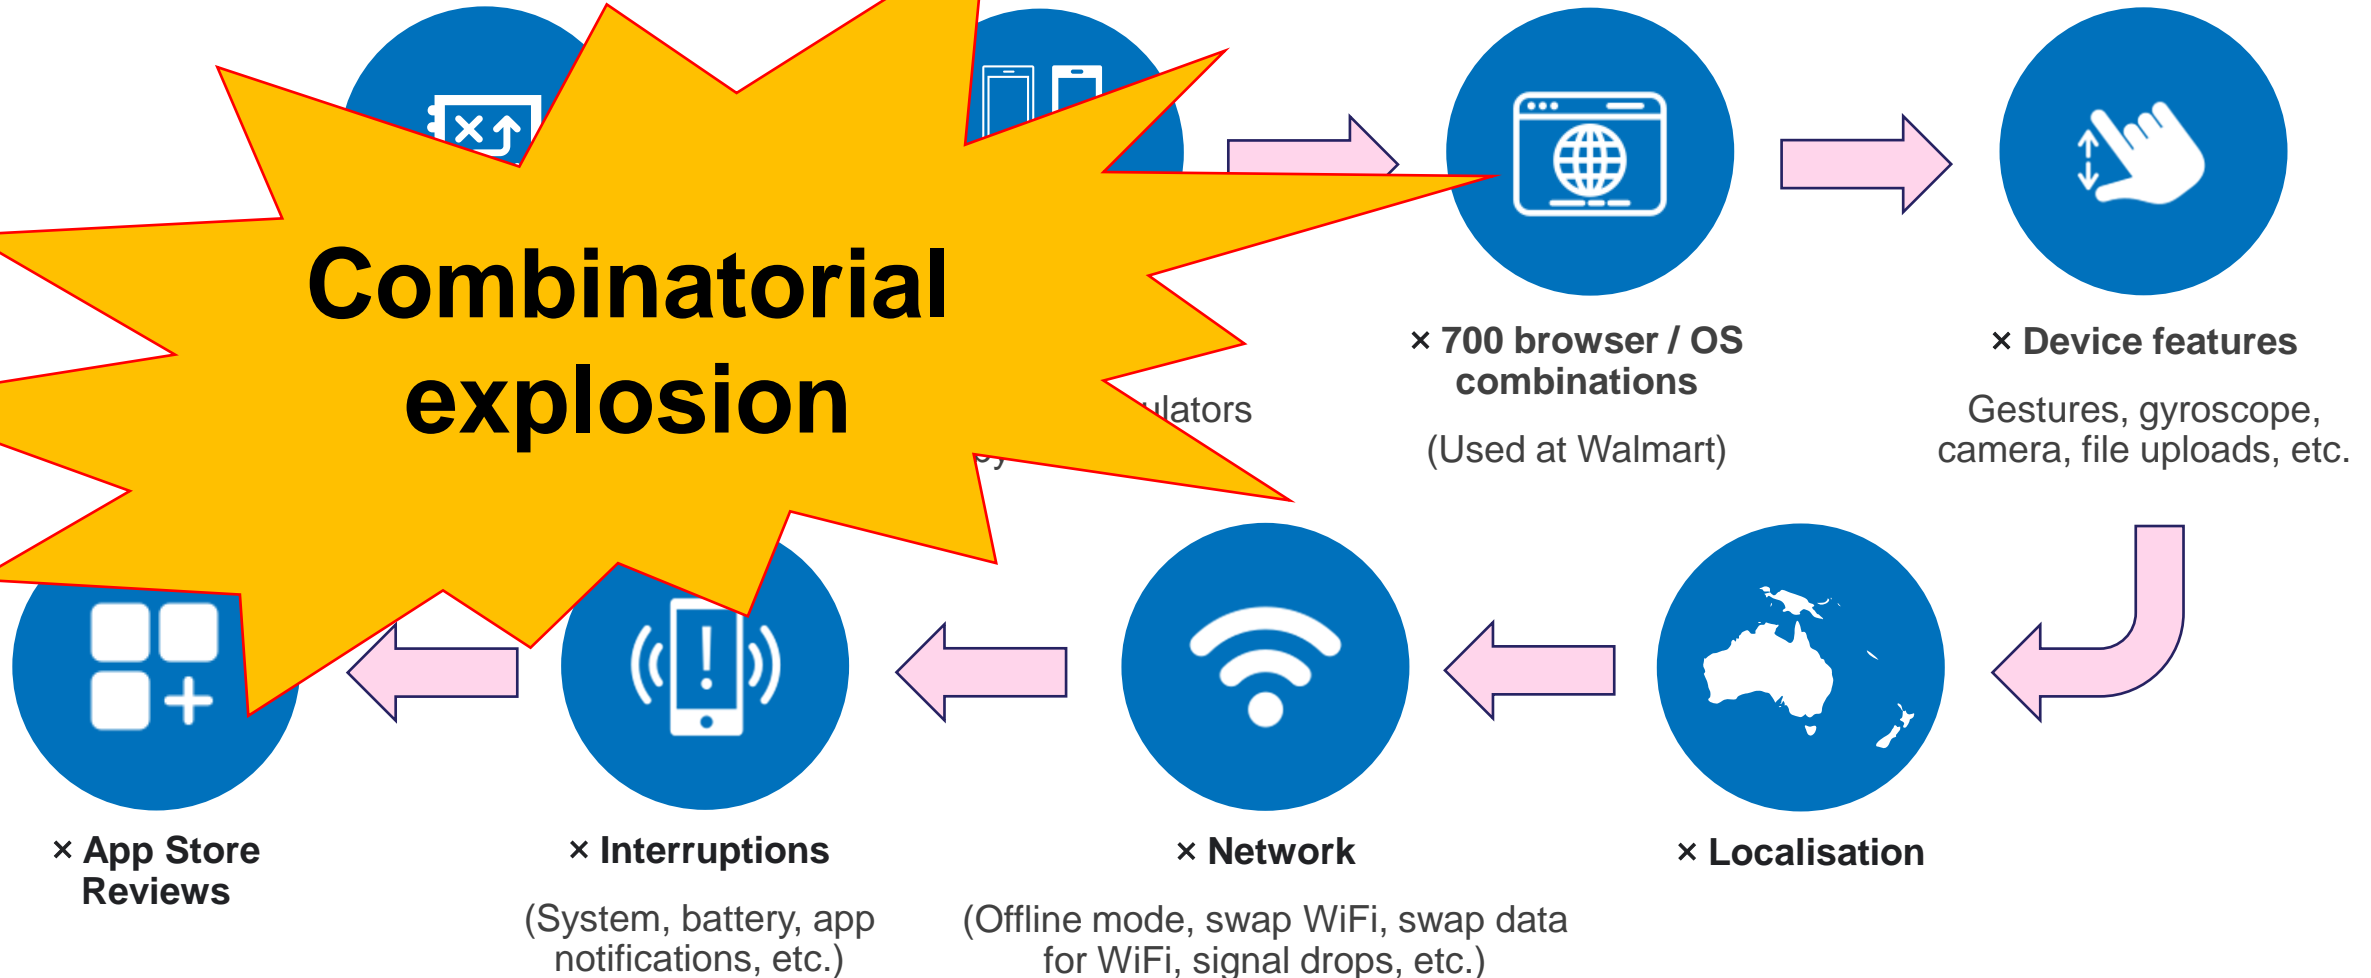 Combinatorial
explosion
× 700 browser / OS
combinations
(Used at Walmart)
× Device features
Gestures, gyroscope,
camera, file uploads, etc.
× App Store
Reviews
× Interruptions
(System, battery, app
notifications, etc.)
× Network
(Offline mode, swap WiFi, swap data
for WiFi, signal drops, etc.)
× Localisation